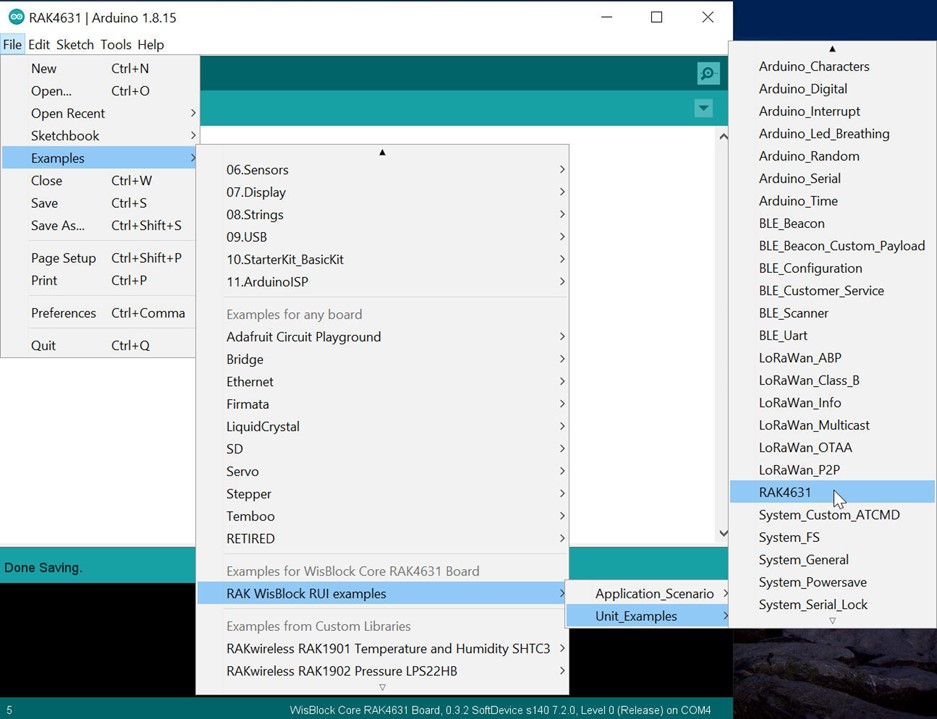 RAK4631 | Arduino 1.8.15
File Edit Sketch Tools Help
New Ctrl+N
Open... Ctrl+O
Open Recent
Sketchbook
Examples
Close Ctrl+W
Save Ctrl+S
Save As... Ctrl+Shift+S
Page Setup Ctrl+Shift+P
Print Ctrl+P
Preferences Ctrl+Comma
Quit Ctrl+Q
06.Sensors
07.Display
08.Strings
09.USB
10.StarterKit_BasicKit
11.ArduinoISP
Examples for any board
Adafruit Circuit Playground
Bridge
Ethernet
Firmata
LiquidCrystal
SD
Servo
Stepper
Temboo
RETIRED
Examples for WisBlock Core RAK4631 Board
RAK WisBlock RUI examples
Examples from Custom Libraries
RAKwireless RAK1901 Temperature and Humidity SHTC3
RAKwireless RAK1902 Pressure LPS22HB
Application_Scenario
Unit_Examples
Arduino_Characters
Arduino_Digital
Arduino_Interrupt
Arduino_Led_Breathing
Arduino_Random
Arduino_Serial
Arduino_Time
BLE_Beacon
BLE_Beacon_Custom_Payload
BLE_Configuration
BLE_Customer_Service
BLE_Scanner
BLE_Uart
LoRaWan_ABP
LoRaWan_Class_B
LoRaWan_Info
LoRaWan_Multicast
LoRaWan_OTAA
LoRaWan_P2P
RAK4631
System_Custom_ATCMD
System_FS
System_General
System_Powersave
System_Serial_Lock
Done Saving.
5 WisBlock Core RAK4631 Board, 0.3.2 SoftDevice s140 7.2.0, Level 0 (Release) on COM4